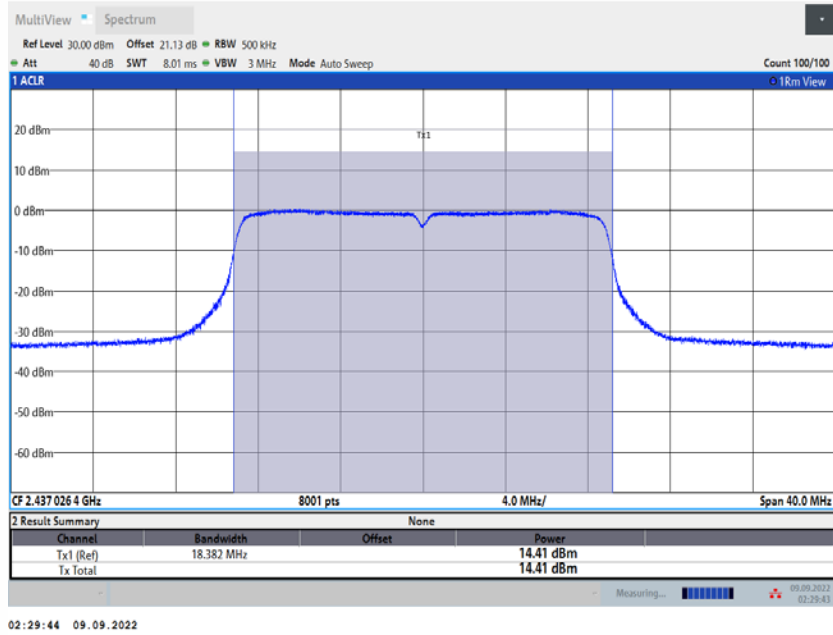 MultiView Spectrum
Ref Level 30.00 dBm Offset 21.13 dB RBW 500 kHz
Att 40 dB SWT 8.01 ms VBW 3 MHz Mode Auto Sweep Count 100/100
1 ACLR 1Rm View
Tx1
20 dBm
10 dBm
0 dBm
-10 dBm
-20 dBm
-30 dBm
-40 dBm
-50 dBm
-60 dBm
CF 2.437 026 4 GHz 8001 pts 4.0 MHz/ Span 40.0 MHz
2 Result Summary None
Channel Bandwidth Offset Power
Tx1 (Ref) 18.382 MHz 14.41 dBm
Tx Total 14.41 dBm
Measuring... 09.09.2022
02:29:43
02:29:44 09.09.2022